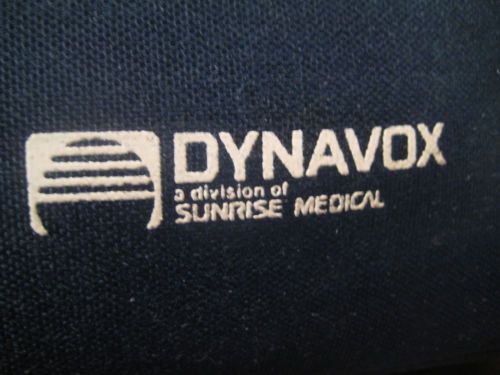 DYNAVOX
a division of
SUNRISE MEDICAL